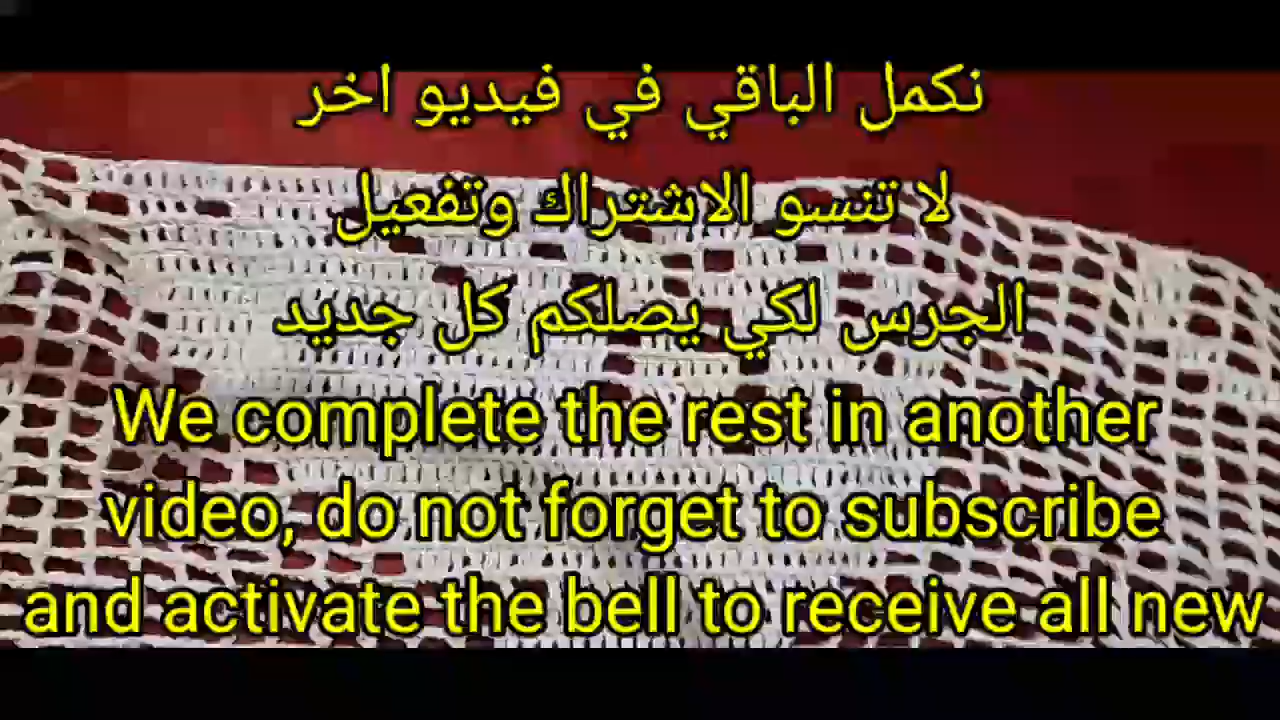 نكمل الباقي في فيديو اخر
لا تنسو الاشتراك وتفعيل
الجرس لكي يصلكم كل جديد
We complete the rest in another
video, do not forget to subscribe
and activate the bell to receive all new